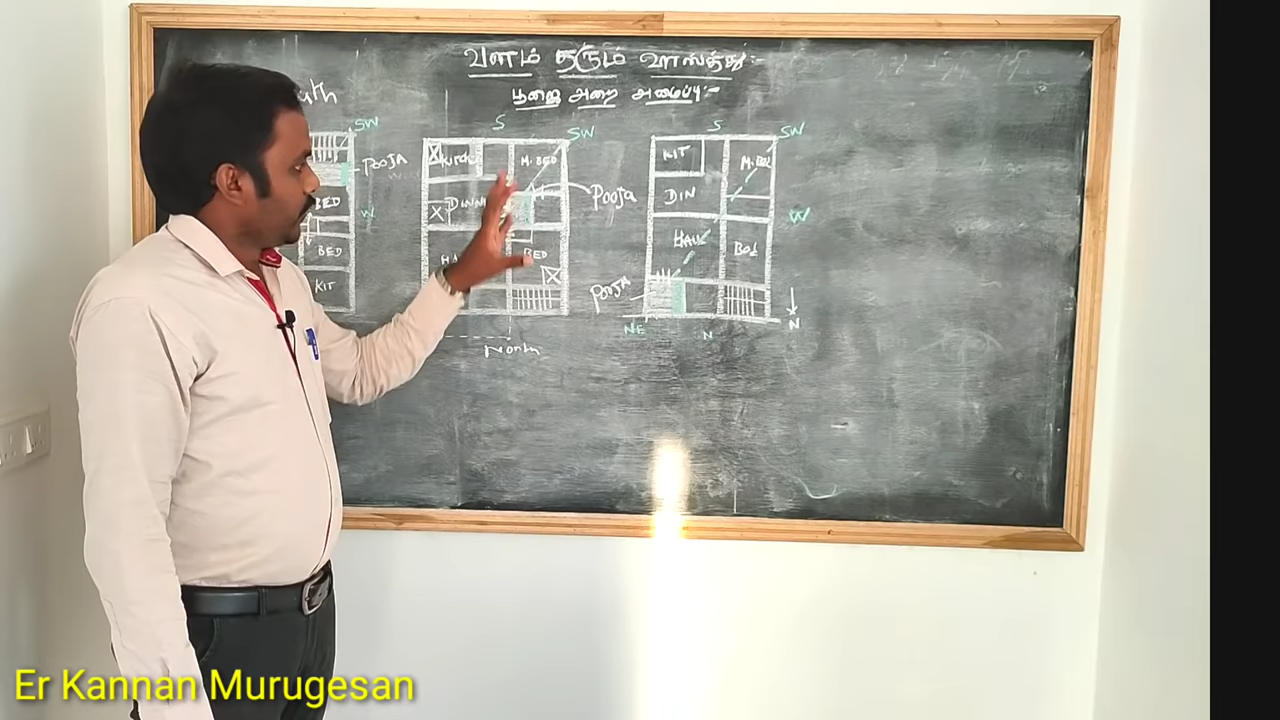 வளம் தரும் வாஸ்த்து:-
பூஜை அறை அமைப்பு:-
uth
SW
POOJA
BED
W
BED
KIT
S
SW
M.BED
POOJA
BED
North
S
SW
KIT
M.BED
DIN
W
HALL
BED
POOJA
NE
N
N
Er Kannan Murugesan